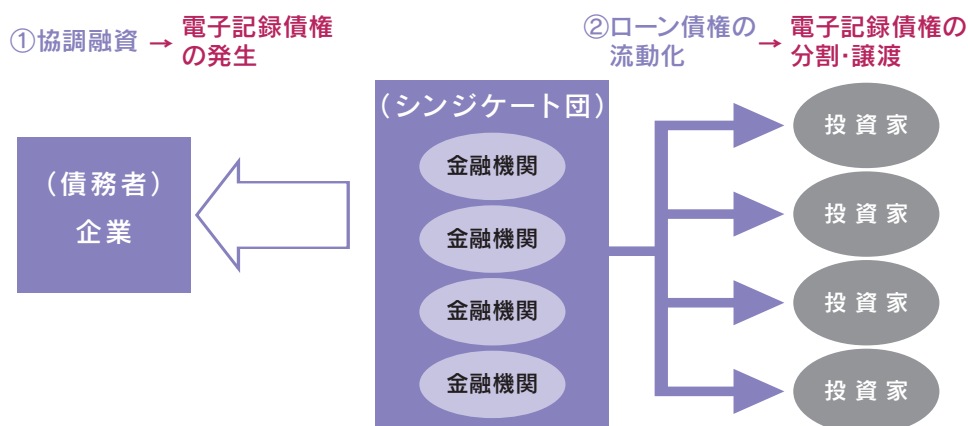 ①協調融資 → 電子記録債権
の発生
②ローン債権の
流動化 → 電子記録債権の
分割・譲渡
(債務者)
企業
(シンジケート団)
金融機関
金融機関
金融機関
金融機関
投資家
投資家
投資家
投資家